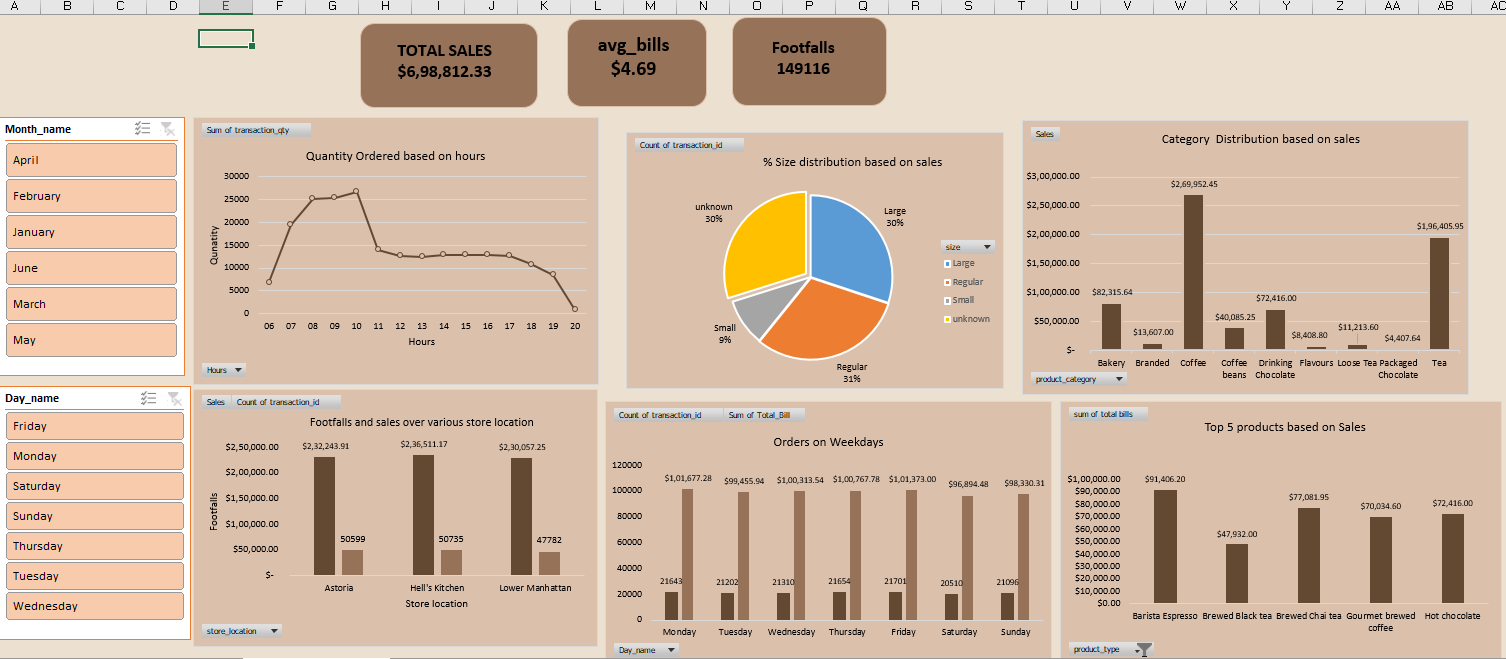 A B C D E F G H I J K L M N O P Q R S T U V W X Y Z AA AB AC
TOTAL SALES
$6,98,812.33
avg_bills
$4.69
Footfalls
149116
Month_name
April
February
January
June
March
May
Day_name
Friday
Monday
Saturday
Sunday
Thursday
Tuesday
Wednesday
Sum of transaction_qty
Quantity Ordered based on hours
30000
25000
20000
15000
10000
5000
0
Qunatity
06 07 08 09 10 11 12 13 14 15 16 17 18 19 20
Hours
Hours
Count of transaction_id
% Size distribution based on sales
unknown
30%
Large
30%
Small
9%
Regular
31%
size
Large
Regular
Small
unknown
Sales
Category Distribution based on sales
$3,00,000.00
$2,50,000.00
$2,00,000.00
$1,50,000.00
$1,00,000.00
$50,000.00
$-
$82,315.64
$13,607.00
$2,69,952.45
$40,085.25
$72,416.00
$8,408.80
$11,213.60
$4,407.64
$1,96,405.95
Bakery
Branded
Coffee
Coffee beans
Drinking Chocolate
Flavours
Loose Tea
Packaged Chocolate
Tea
product_category
Sales Count of transaction_id
Footfalls and sales over various store location
$2,50,000.00
$2,00,000.00
$1,50,000.00
$1,00,000.00
$50,000.00
$-
Footfalls
$2,32,243.91
50599
$2,36,511.17
50735
$2,30,057.25
47782
Astoria
Hell's Kitchen
Lower Manhattan
Store location
store_location
Count of transaction_id Sum of Total_Bill
Orders on Weekdays
120000
100000
80000
60000
40000
20000
0
$1,01,677.28
$99,455.94
$1,00,313.54
$1,00,767.78
$1,01,373.00
$96,894.48
$98,330.31
21643
21202
21310
21654
21701
20510
21096
Monday
Tuesday
Wednesday
Thursday
Friday
Saturday
Sunday
Day_name
sum of total bills
Top 5 products based on Sales
$1,00,000.00
$90,000.00
$80,000.00
$70,000.00
$60,000.00
$50,000.00
$40,000.00
$30,000.00
$20,000.00
$10,000.00
$0.00
$91,406.20
$47,932.00
$77,081.95
$70,034.60
$72,416.00
Barista Espresso
Brewed Black tea
Brewed Chai tea
Gourmet brewed coffee
Hot chocolate
product_type